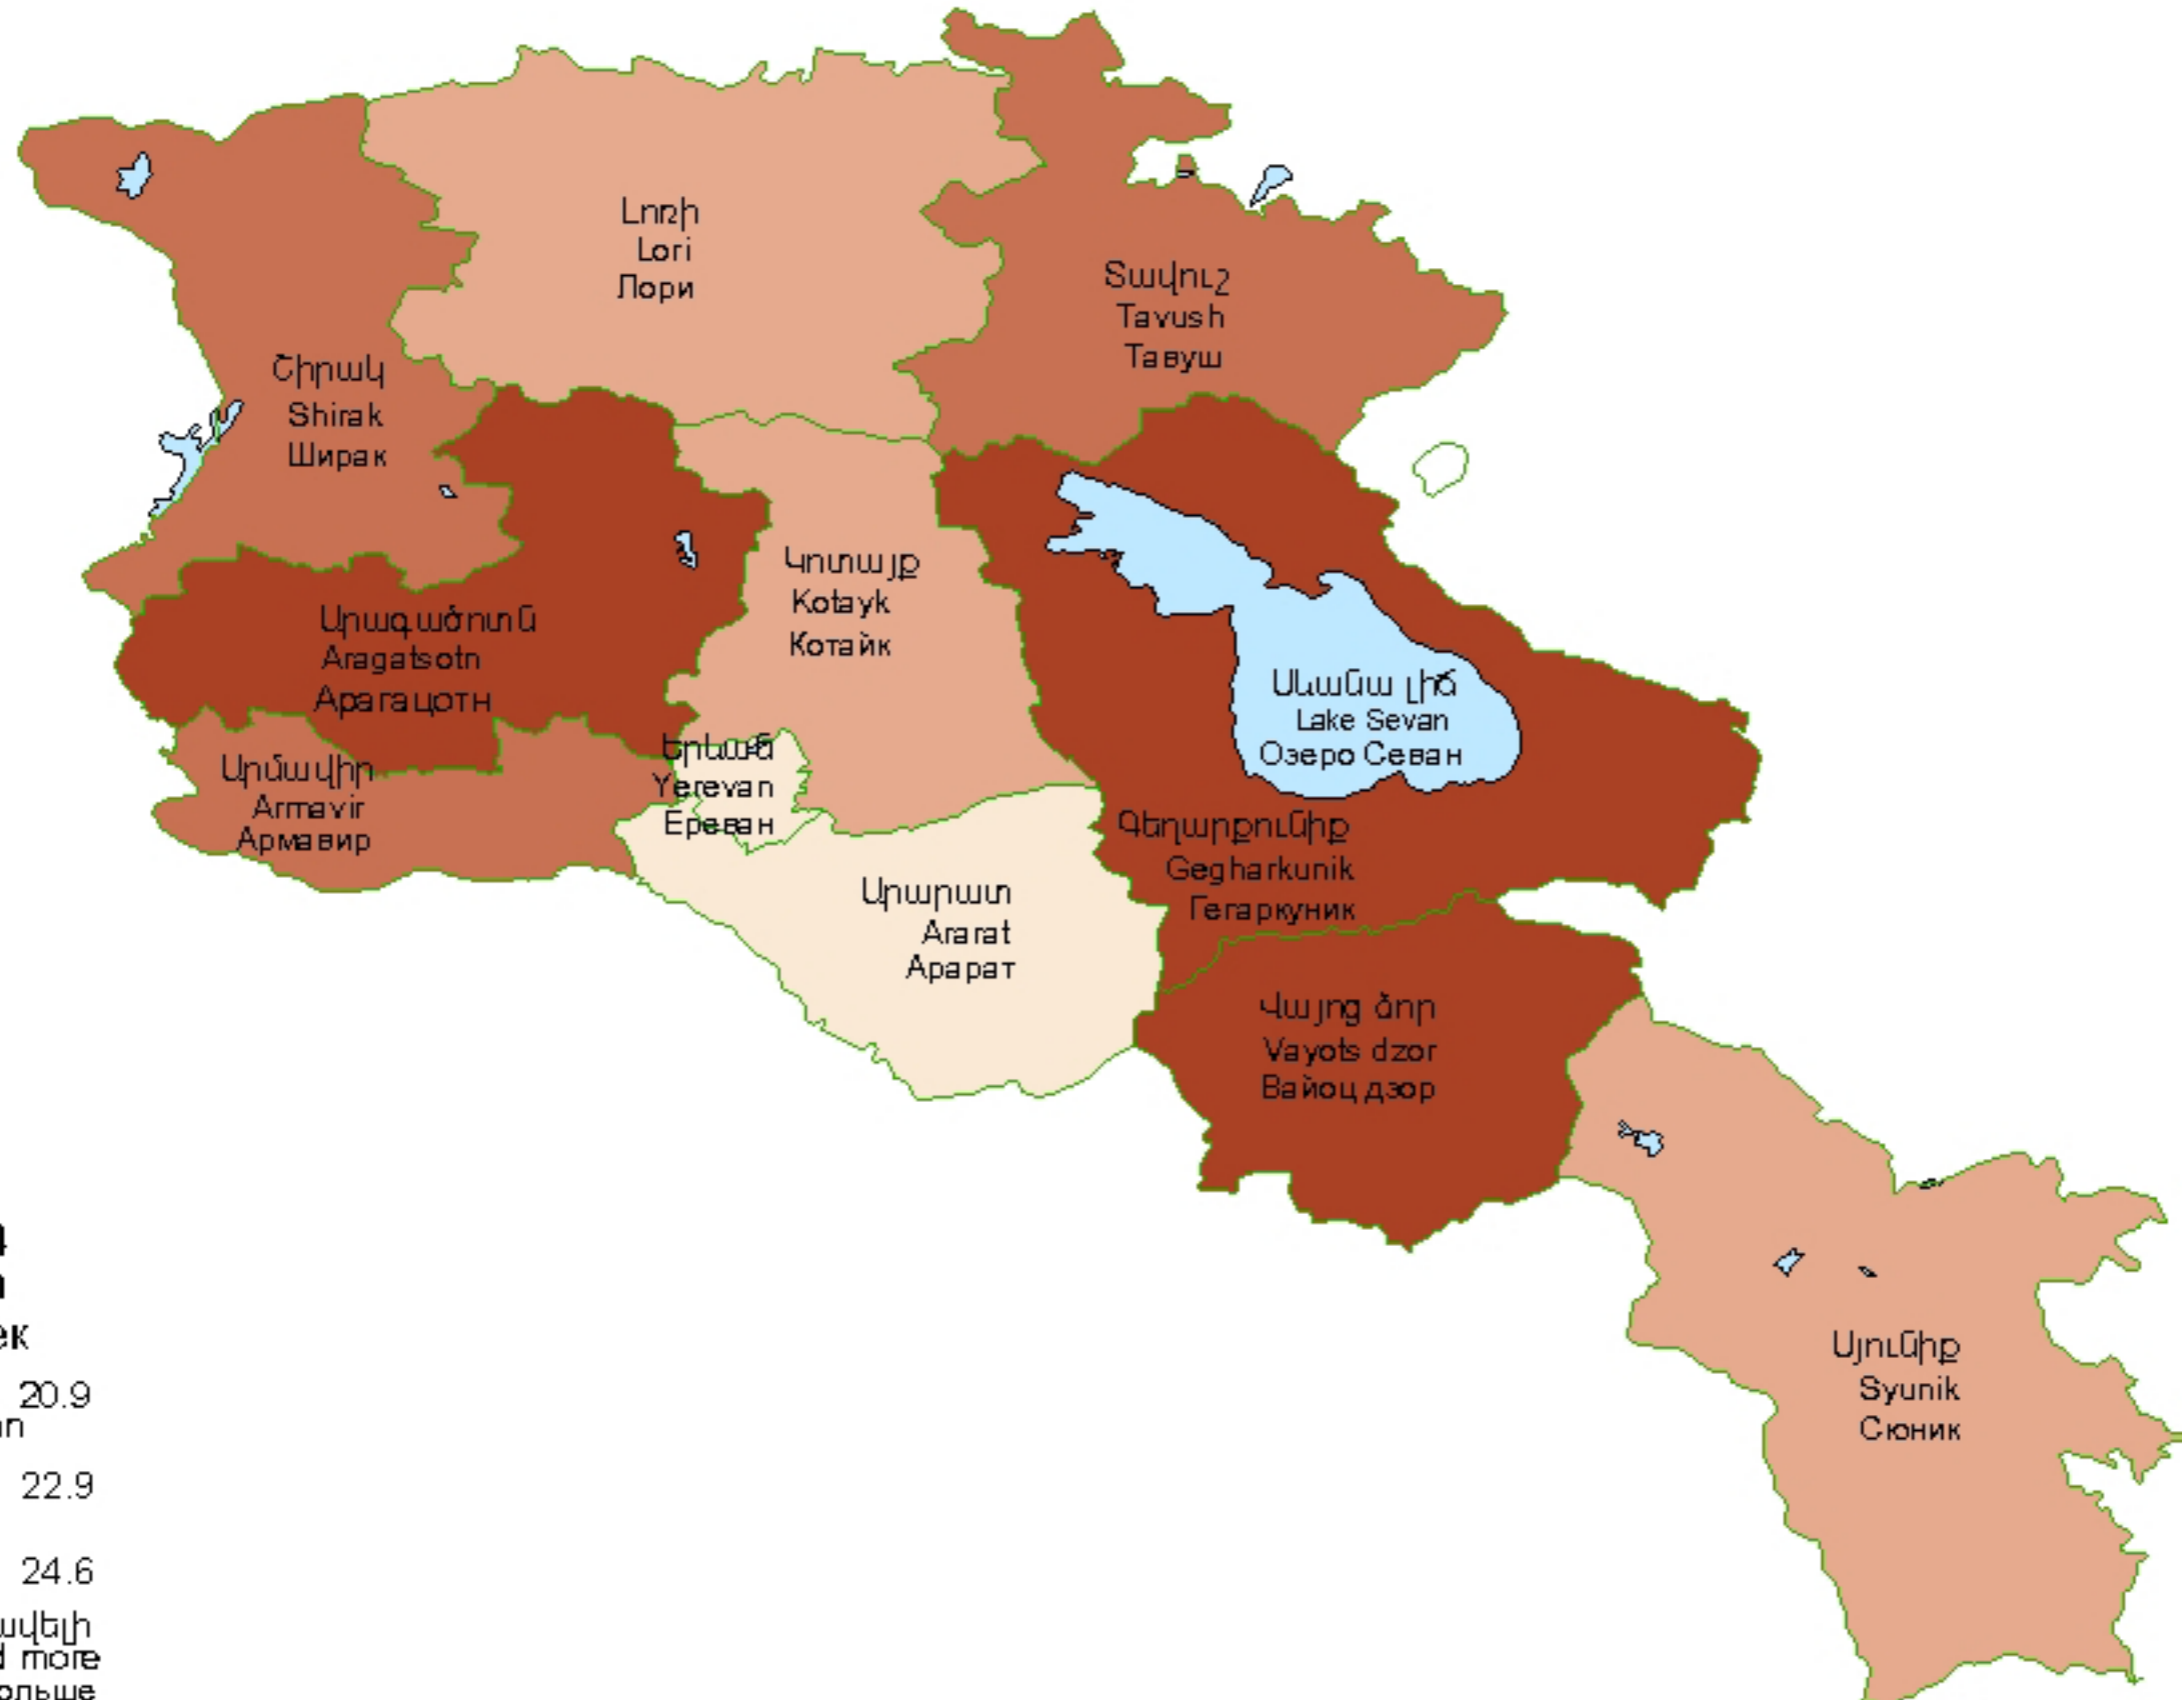 Լոռի
Lori
Лори
Տավուշ
Tavush
Тавуш
Շիրակ
Shirak
Ширак
Կոտայք
Kotayk
Котайк
Արագածոտն
Aragatsotn
Арагацотн
Սևանա լիճ
Lake Sevan
Озеро Севан
Արմավիր
Armavir
Армавир
Երևան
Yerevan
Ереван
Գեղարքունիք
Gegharkunik
Гегаркуник
Արարատ
Ararat
Арарат
Վայոց ձոր
Vayots dzor
Вайоц дзор
Սյունիք
Syunik
Сюник
20.9
22.9
24.6
more